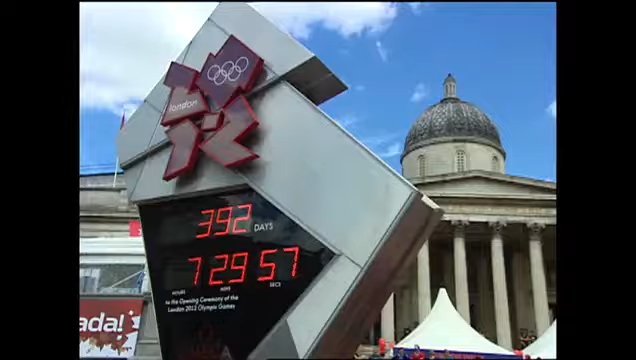 london
392 DAYS
7 29 57
HOURS MINS SECS
to the Opening Ceremony of the
London 2012 Olympic Games
ada!